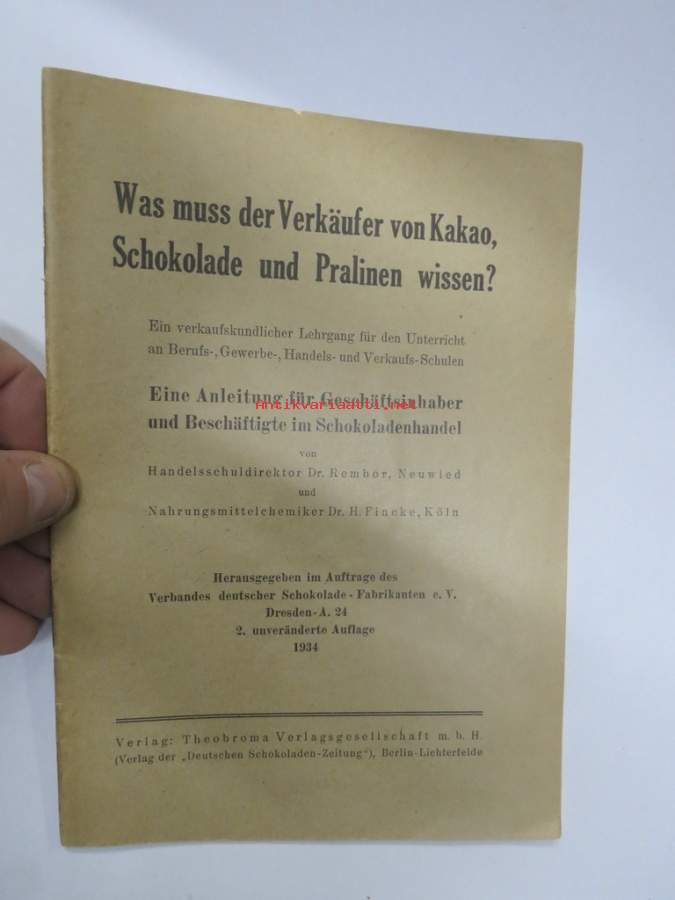 Was muss der Verkäufer von Kakao,
Schokolade und Pralinen wissen?
Ein verkaufskundlicher Lehrgang für den Unterricht
an Berufs-, Gewerbe-, Handels- und Verkaufs-Schulen
Eine Anleitung für Geschäftsinhaber
Antikvariaatti.net
und Beschäftigte im Schokoladenhandel
von
Handelsschuldirektor Dr. Rembor, Neuwied
und
Nahrungsmittelchemiker Dr. H. Fincke, Köln
Herausgegeben im Auftrage des
Verbandes deutscher Schokolade-Fabrikanten e. V.
Dresden-A. 24
2. unveränderte Auflage
1934
Verlag: Theobroma Verlagsgesellschaft m. b. H.
(Verlag der „Deutschen Schokoladen-Zeitung"), Berlin-Lichterfelde